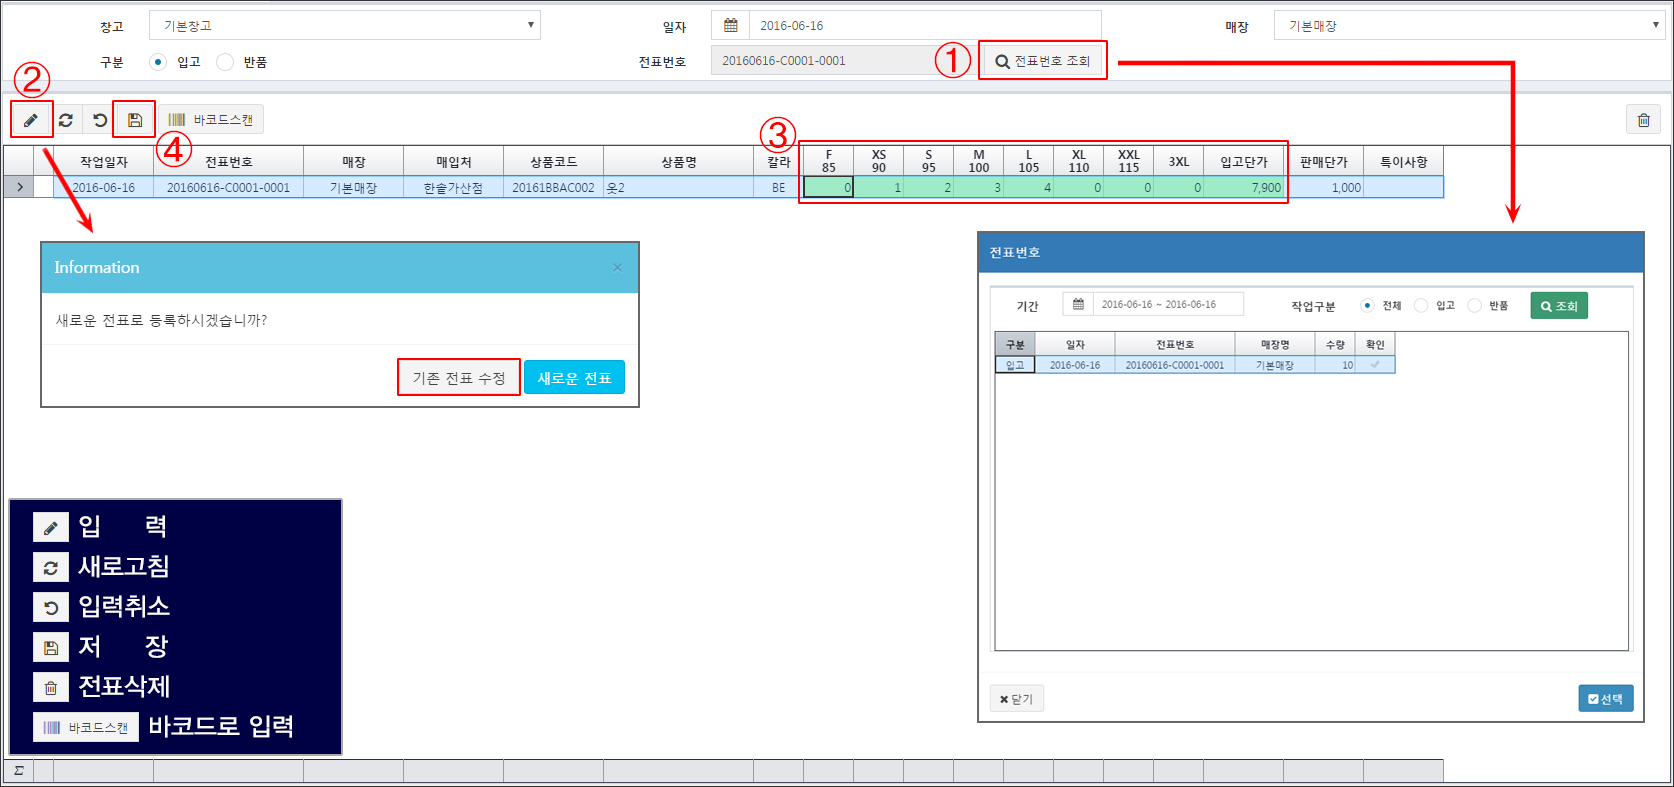 창고 기본창고 일자 2016-06-16 매장 기본매장
구분 입고 반품 전표번호 20160616-C0001-0001 ① 전표번호 조회
②
바코드스캔
④ ③
작업일자 전표번호 매장 매입처 상품코드 상품명 칼라 F 85 XS 90 S 95 M 100 L 105 XL 110 XXL 115 3XL 입고단가 판매단가 특이사항
2016-06-16 20160616-C0001-0001 기본매장 한솔가산점 20161BBAC002 옷2 BE 0 1 2 3 4 0 0 0 7,900 1,000
Information ×
새로운 전표로 등록하시겠습니까?
기존 전표 수정 새로운 전표
전표번호
기간 2016-06-16 ~ 2016-06-16 작업구분 전체 입고 반품 조회
구분 일자 전표번호 매장명 수량 확인
입고 2016-06-16 20160616-C0001-0001 기본매장 10
닫기 선택
입 력
새로고침
입력취소
저 장
전표삭제
바코드스캔 바코드로 입력
Σ